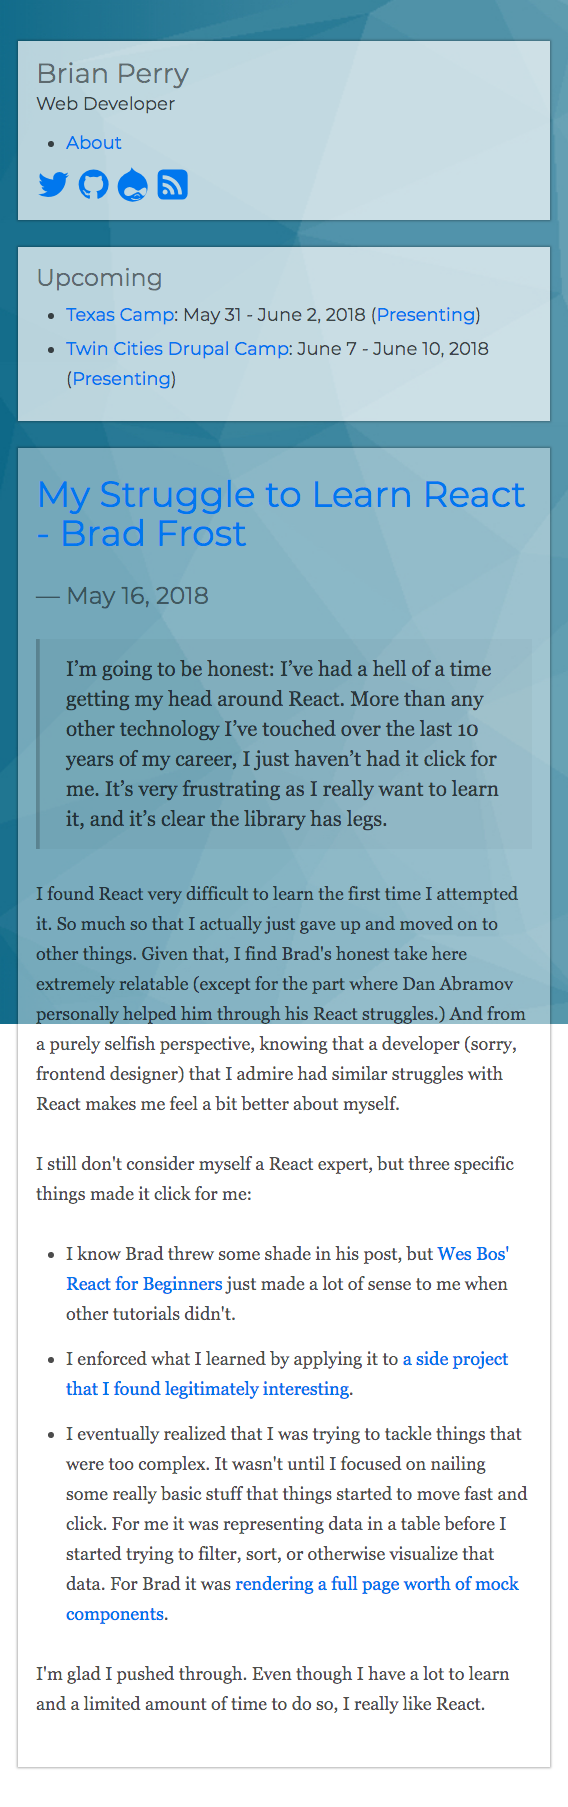 Brian Perry
Web Developer
About
Upcoming
Texas Camp: May 31 - June 2, 2018 (Presenting)
Twin Cities Drupal Camp: June 7 - June 10, 2018
(Presenting)
My Struggle to Learn React
- Brad Frost
— May 16, 2018
I’m going to be honest: I’ve had a hell of a time
getting my head around React. More than any
other technology I’ve touched over the last 10
years of my career, I just haven’t had it click for
me. It’s very frustrating as I really want to learn
it, and it’s clear the library has legs.
I found React very difficult to learn the first time I attempted
it. So much so that I actually just gave up and moved on to
other things. Given that, I find Brad's honest take here
extremely relatable (except for the part where Dan Abramov
personally helped him through his React struggles.) And from
a purely selfish perspective, knowing that a developer (sorry,
frontend designer) that I admire had similar struggles with
React makes me feel a bit better about myself.
I still don't consider myself a React expert, but three specific
things made it click for me:
I know Brad threw some shade in his post, but Wes Bos'
React for Beginners just made a lot of sense to me when
other tutorials didn't.
I enforced what I learned by applying it to a side project
that I found legitimately interesting.
I eventually realized that I was trying to tackle things that
were too complex. It wasn't until I focused on nailing
some really basic stuff that things started to move fast and
click. For me it was representing data in a table before I
started trying to filter, sort, or otherwise visualize that
data. For Brad it was rendering a full page worth of mock
components.
I'm glad I pushed through. Even though I have a lot to learn
and a limited amount of time to do so, I really like React.